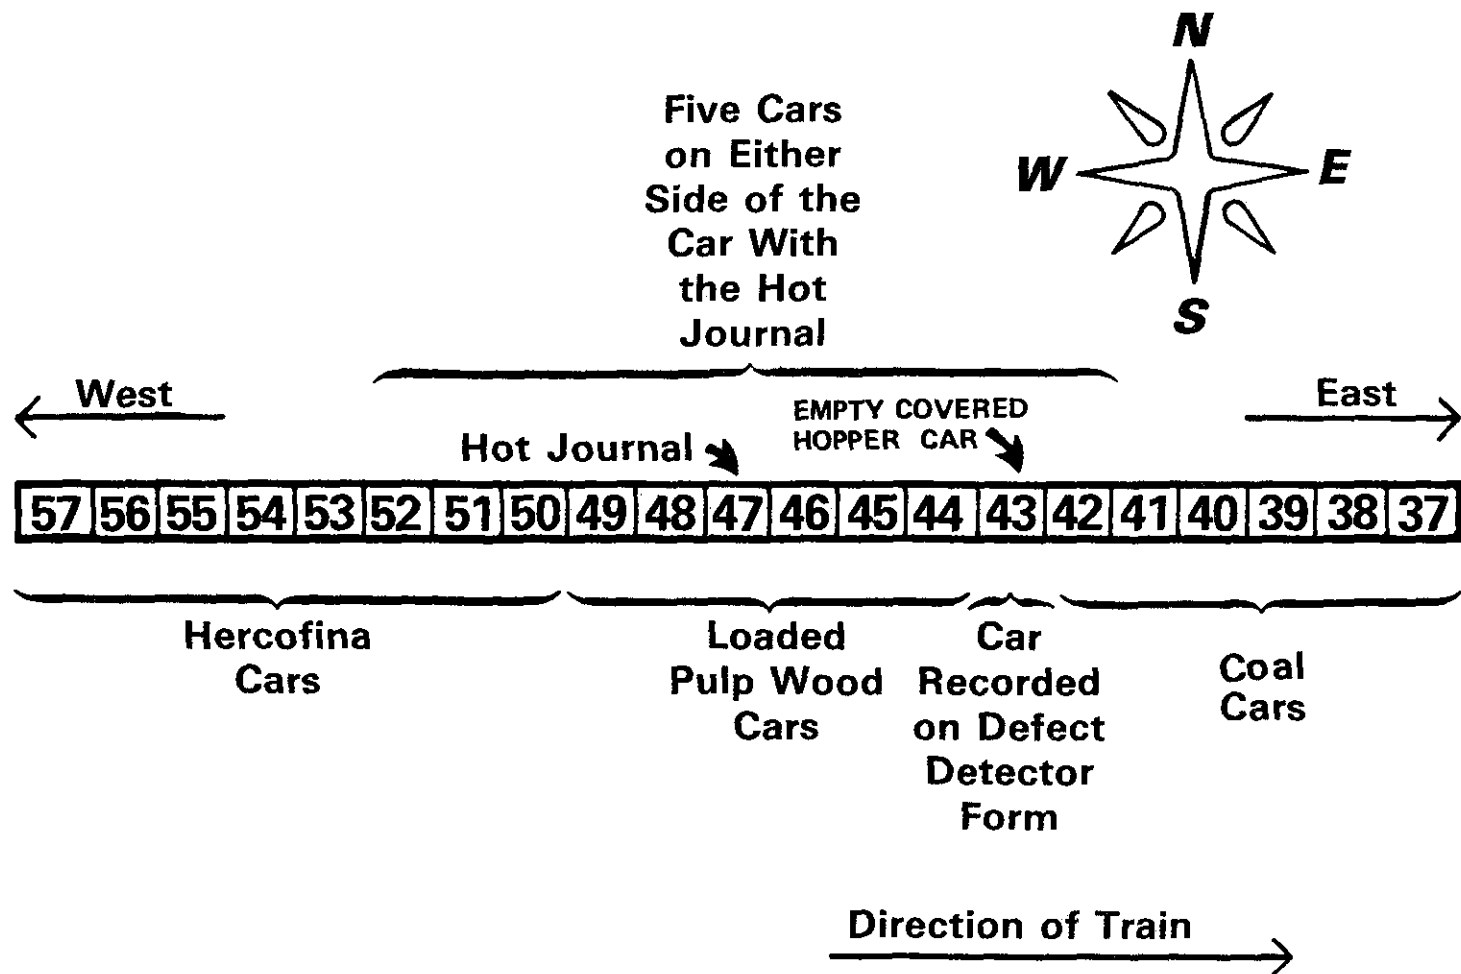 N
W E
S
Five Cars
on Either
Side of the
Car With
the Hot
Journal
West
East
EMPTY COVERED
HOPPER CAR
Hot Journal
57 56 55 54 53 52 51 50 49 48 47 46 45 44 43 42 41 40 39 38 37
Hercofina
Cars
Loaded
Pulp Wood
Cars
Car
Recorded
on Defect
Detector
Form
Coal
Cars
Direction of Train